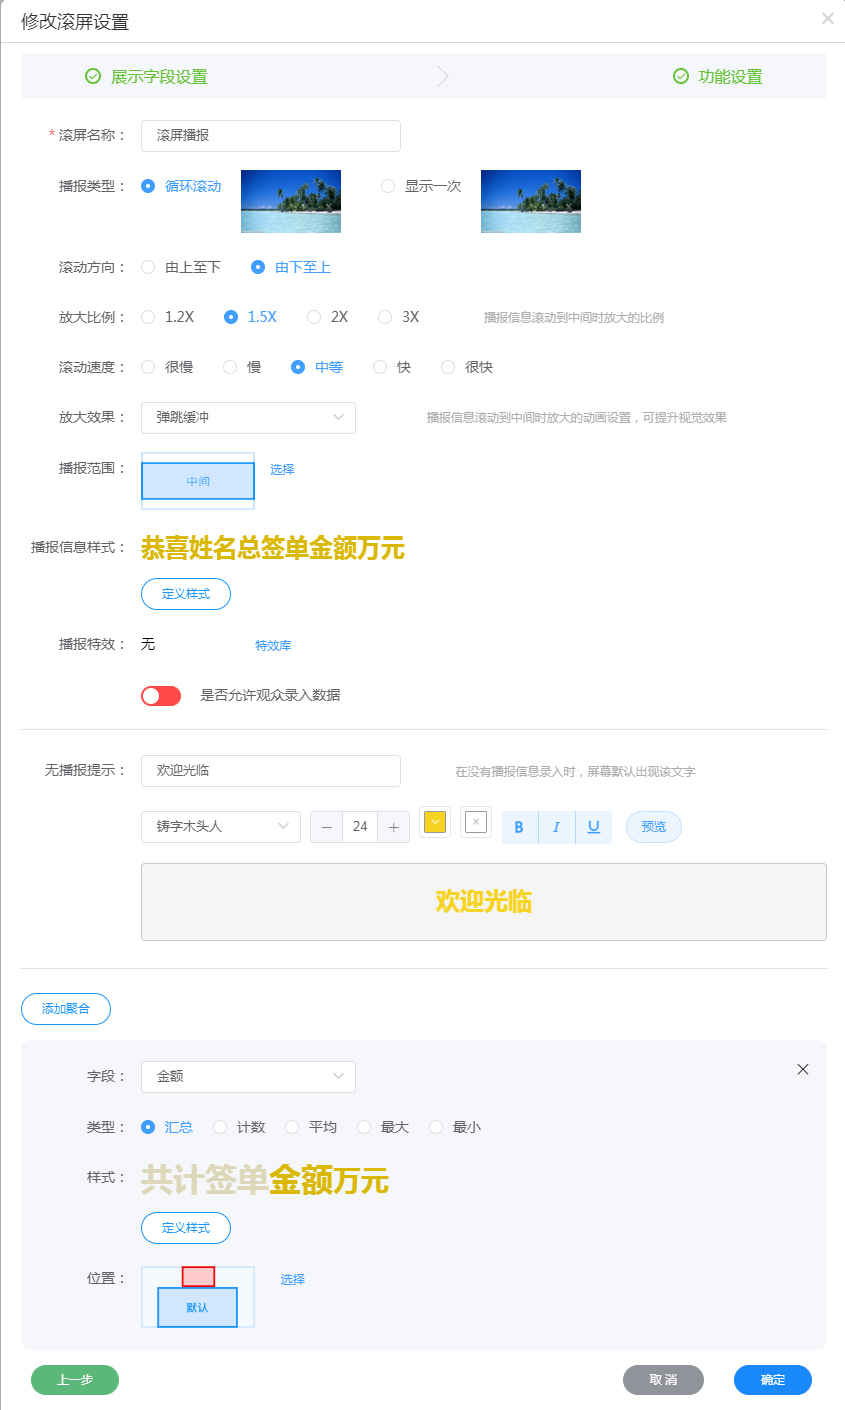 修改滚屏设置
展示字段设置 功能设置
* 滚屏名称： 滚屏播报
播报类型： 循环滚动 显示一次
滚动方向： 由上至下 由下至上
放大比例： 1.2X 1.5X 2X 3X 播报信息滚动到中间时放大的比例
滚动速度： 很慢 慢 中等 快 很快
放大效果： 弹跳缓冲 播报信息滚动到中间时放大的动画设置，可提升视觉效果
播报范围： 中间 选择
播报信息样式： 恭喜姓名总签单金额万元
定义样式
播报特效： 无 特效库
是否允许观众录入数据
无播报提示： 欢迎光临 在没有播报信息录入时，屏幕默认出现该文字
铸字木头人 － 24 ＋ B I U 预览
欢迎光临
添加聚合
字段： 金额
类型： 汇总 计数 平均 最大 最小
样式： 共计签单金额万元
定义样式
位置： 默认 选择
上一步 取消 确定